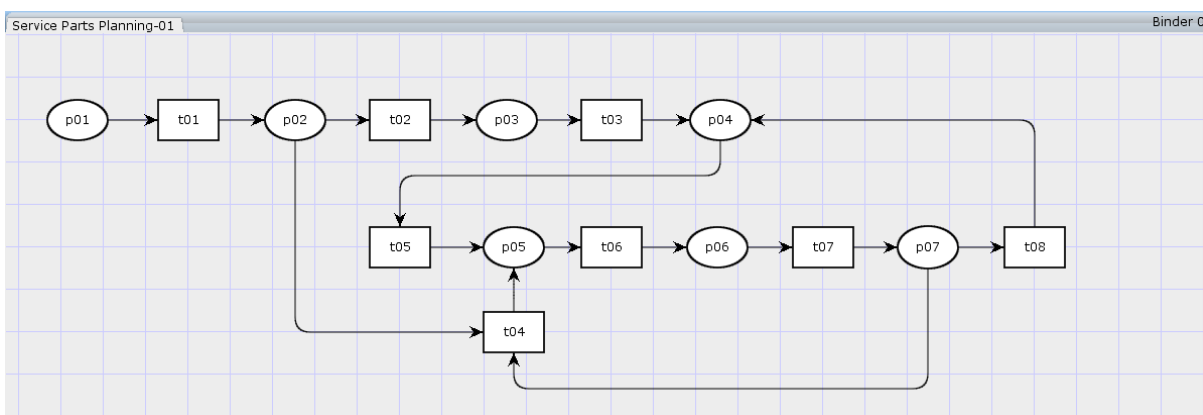 Service Parts Planning-01
Binder 0
p01 t01 p02 t02 p03 t03 p04
t05 p05 t06 p06 t07 p07 t08
t04